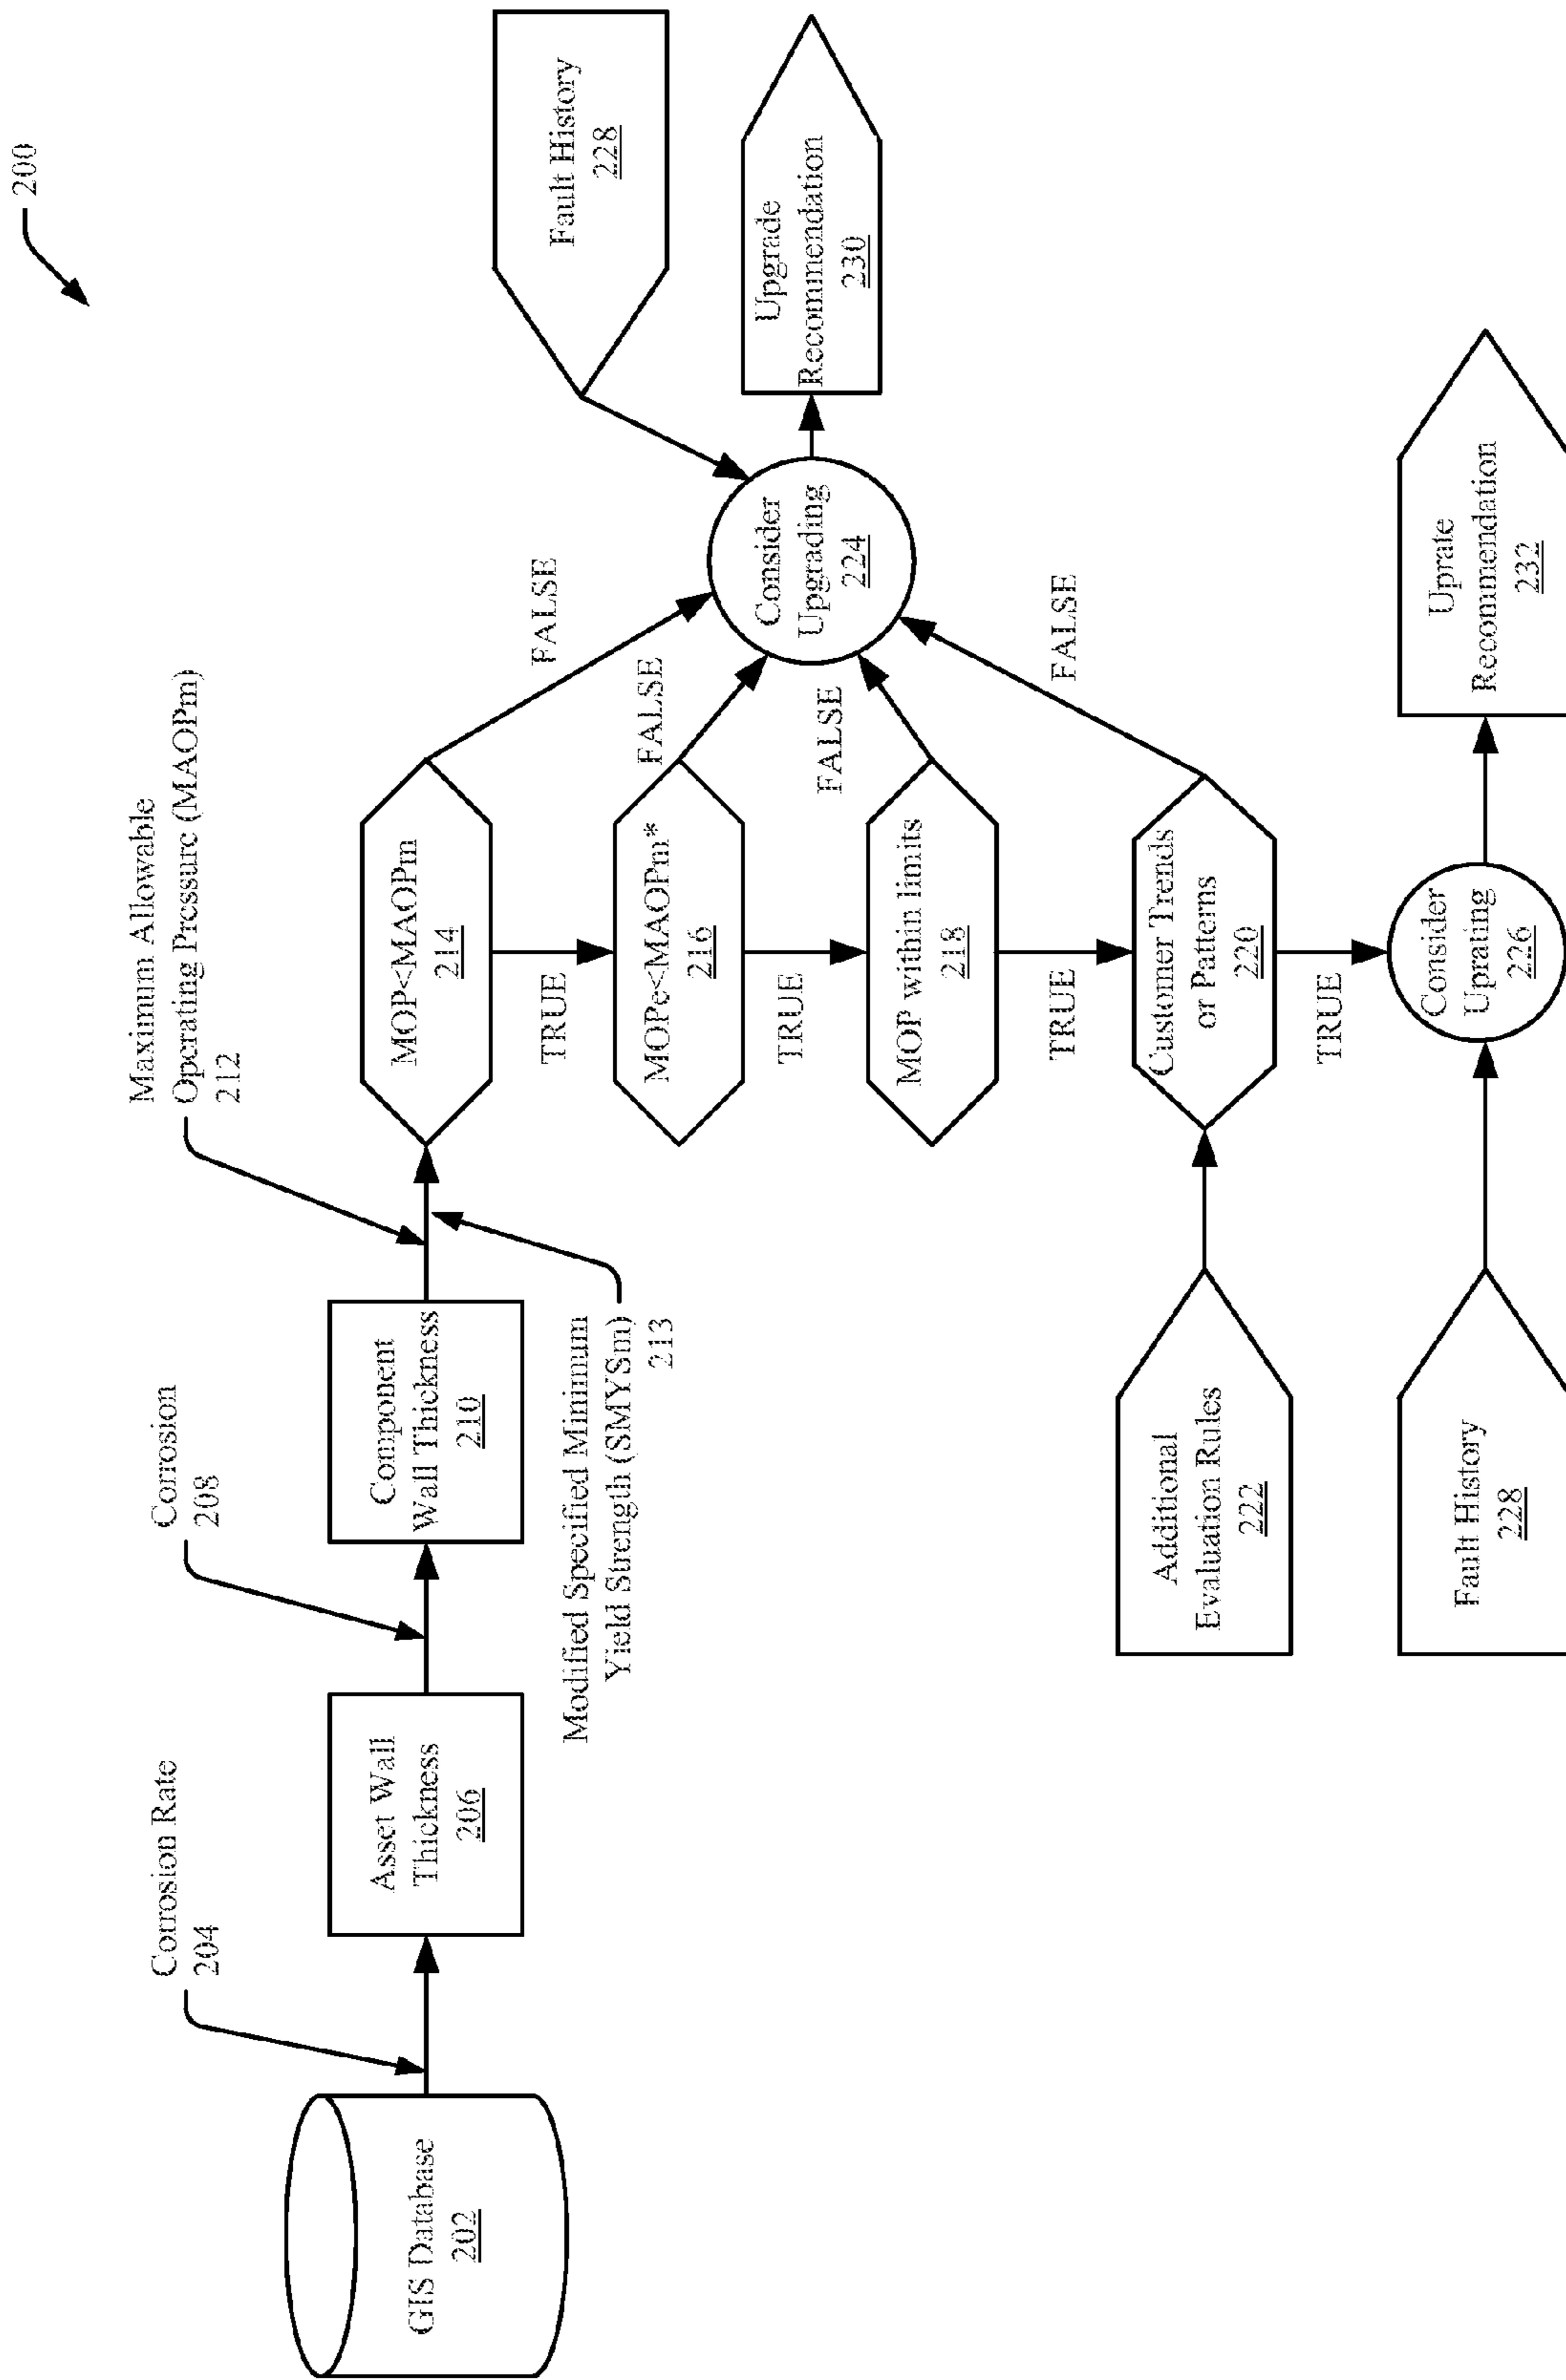 200
Corrosion Rate
204
Corrosion
208
Maximum Allowable
Operating Pressure (MAOPm)
212
GIS Database
202
Asset Wall
Thickness
206
Component
Wall Thickness
210
Modified Specified Minimum
Yield Strength (SMYSm)
213
MOP<MAOPm
214
FALSE
TRUE
MOPe<MAOPm*
216
FALSE
TRUE
MOP within limits
218
FALSE
TRUE
Customer Trends
or Patterns
220
FALSE
TRUE
Fault History
228
Consider
Upgrading
224
Upgrade
Recommendation
230
Additional
Evaluation Rules
222
Fault History
228
Consider
Uprating
226
Uprate
Recommendation
232